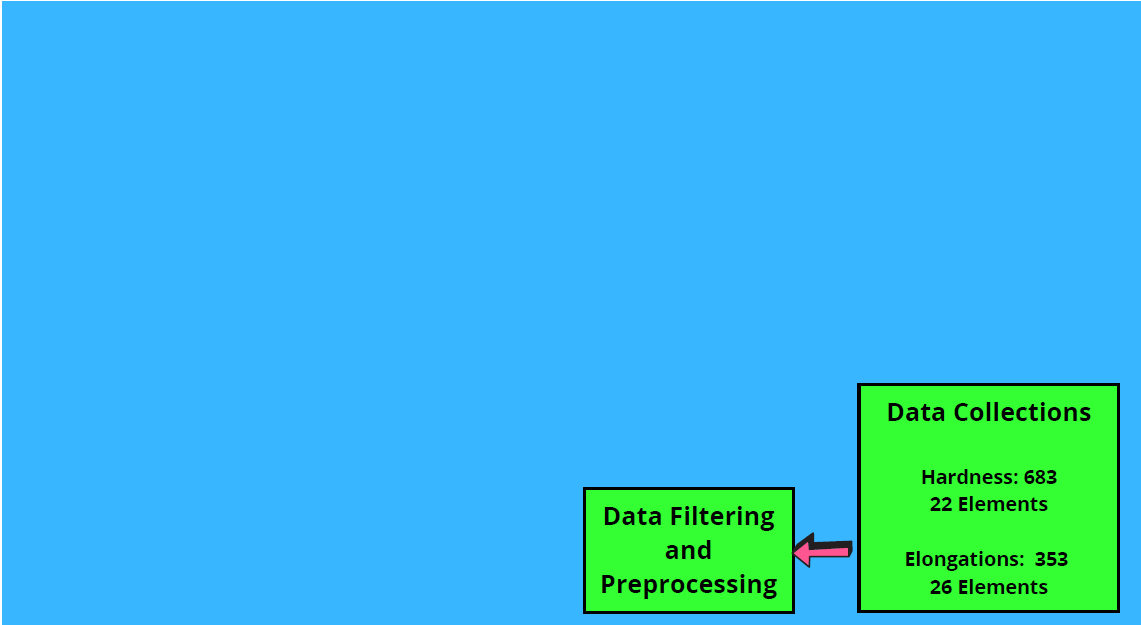 Data Collections
Hardness: 683
22 Elements
Elongations: 353
26 Elements
Data Filtering
and
Preprocessing